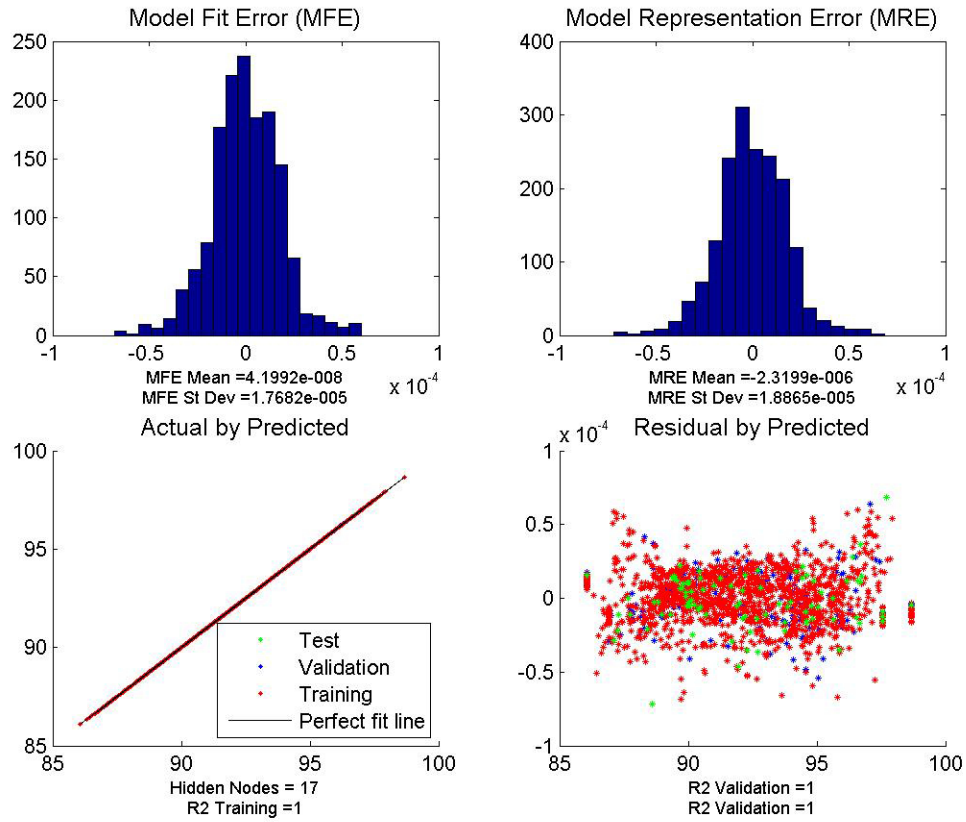 Model Fit Error (MFE)
250
200
150
100
50
0
-1
-0.5
0
0.5
1
x 10-4
MFE Mean =4.1992e-008
MFE St Dev =1.7682e-005
Model Representation Error (MRE)
400
300
200
100
0
-1
-0.5
0
0.5
1
x 10-4
MRE Mean =-2.3199e-006
MRE St Dev =1.8865e-005
Actual by Predicted
100
95
90
85
85
90
95
100
Test
Validation
Training
Perfect fit line
Hidden Nodes = 17
R2 Training =1
x 10-4
Residual by Predicted
1
0.5
0
-0.5
-1
85
90
95
100
R2 Validation =1
R2 Validation =1